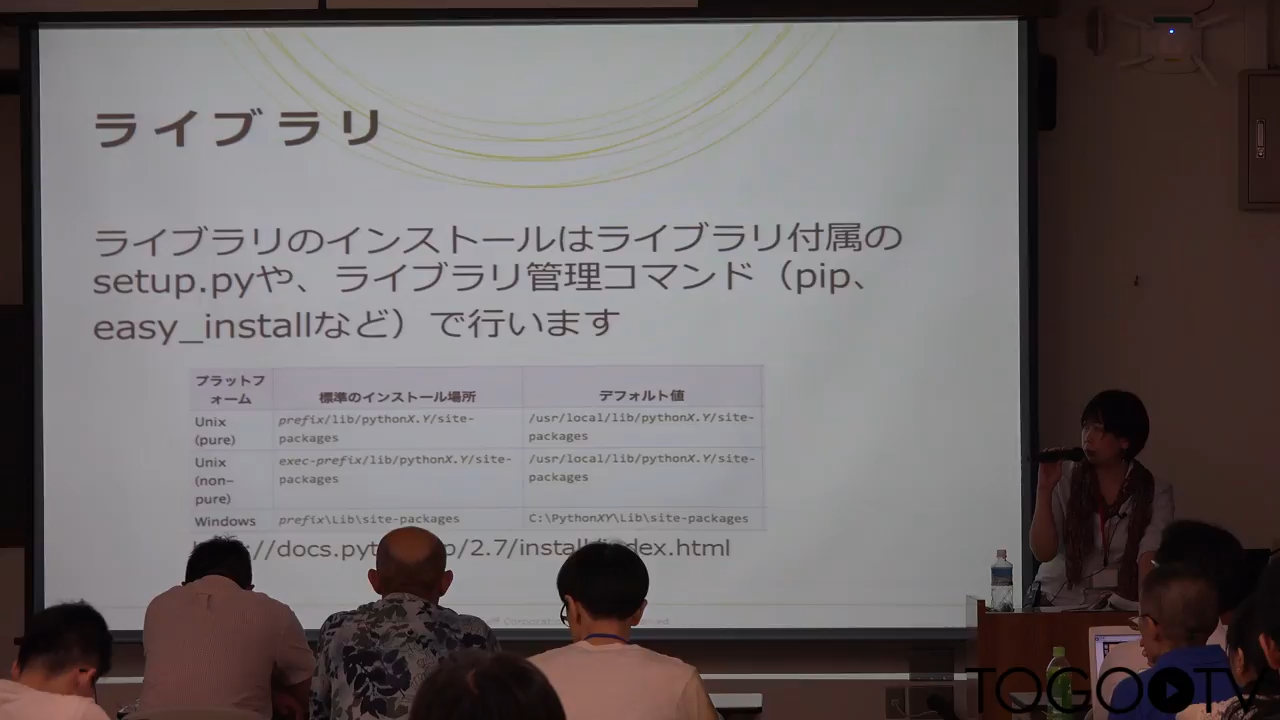 ライブラリ
ライブラリのインストールはライブラリ付属の
setup.pyや、ライブラリ管理コマンド（pip、
easy_installなど）で行います
プラットフ
ォーム
標準のインストール場所
デフォルト値
Unix
(pure)
prefix/lib/pythonX.Y/site-
packages
/usr/local/lib/pythonX.Y/site-
packages
Unix
(non-
pure)
exec-prefix/lib/pythonX.Y/site-
packages
/usr/local/lib/pythonX.Y/site-
packages
Windows
prefix\Lib\site-packages
C:\PythonXY\Lib\site-packages
//docs.pyt
/2.7/install/index.html
TOGOTV